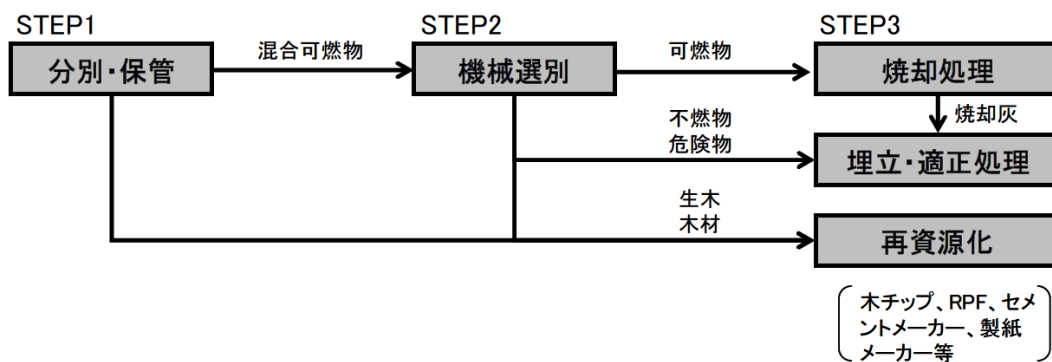 STEP1
STEP2
STEP3
分別・保管
混合可燃物
機械選別
可燃物
焼却処理
焼却灰
不燃物
危険物
埋立・適正処理
生木
木材
再資源化
木チップ、RPF、セメ
ントメーカー、製紙
メーカー等